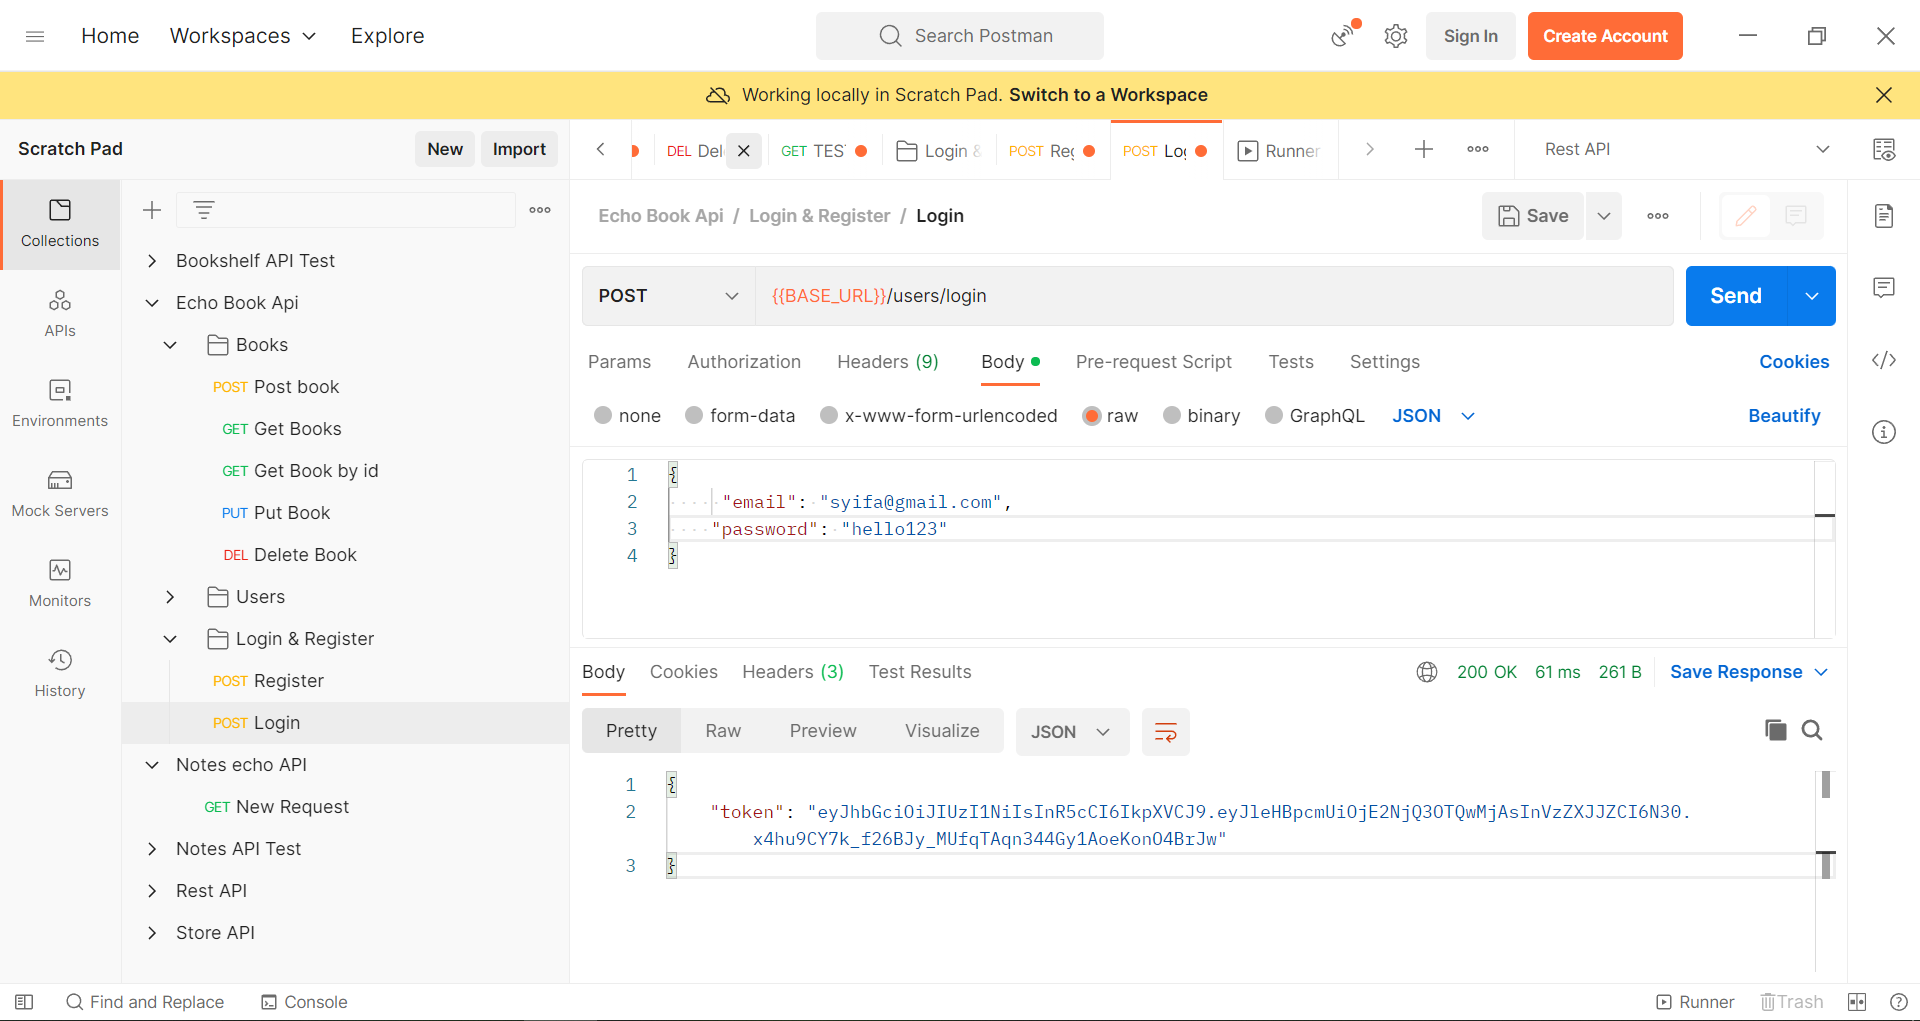 Home
Workspaces
Explore
Search Postman
Sign In
Create Account
Working locally in Scratch Pad. Switch to a Workspace
Scratch Pad
New
Import
DEL Del
GET TES
Login &
POST Reg
POST Log
Runner
Rest API
Collections
APIs
Environments
Mock Servers
Monitors
History
Bookshelf API Test
Echo Book Api
Books
POST Post book
GET Get Books
GET Get Book by id
PUT Put Book
DEL Delete Book
Users
Login & Register
POST Register
POST Login
Notes echo API
GET New Request
Notes API Test
Rest API
Store API
Echo Book Api / Login & Register / Login
Save
POST
{{BASE_URL}}/users/login
Send
Params
Authorization
Headers (9)
Body
Pre-request Script
Tests
Settings
Cookies
none
form-data
x-www-form-urlencoded
raw
binary
GraphQL
JSON
Beautify
1 {
2 "email": "syifa@gmail.com",
3 "password": "hello123"
4 }
Body
Cookies
Headers (3)
Test Results
200 OK
61 ms
261 B
Save Response
Pretty
Raw
Preview
Visualize
JSON
1 {
2 "token": "eyJhbGciOiJIUzI1NiIsInR5cCI6IkpXVCJ9.eyJleHBpcmUiOjE2NjQ3OTQwMjAsInVzZXJJZCI6N30.
x4hu9CY7k_f26BJy_MUfqTAqn344Gy1AoeKonO4BrJw"
3 }
Find and Replace
Console
Runner
Trash